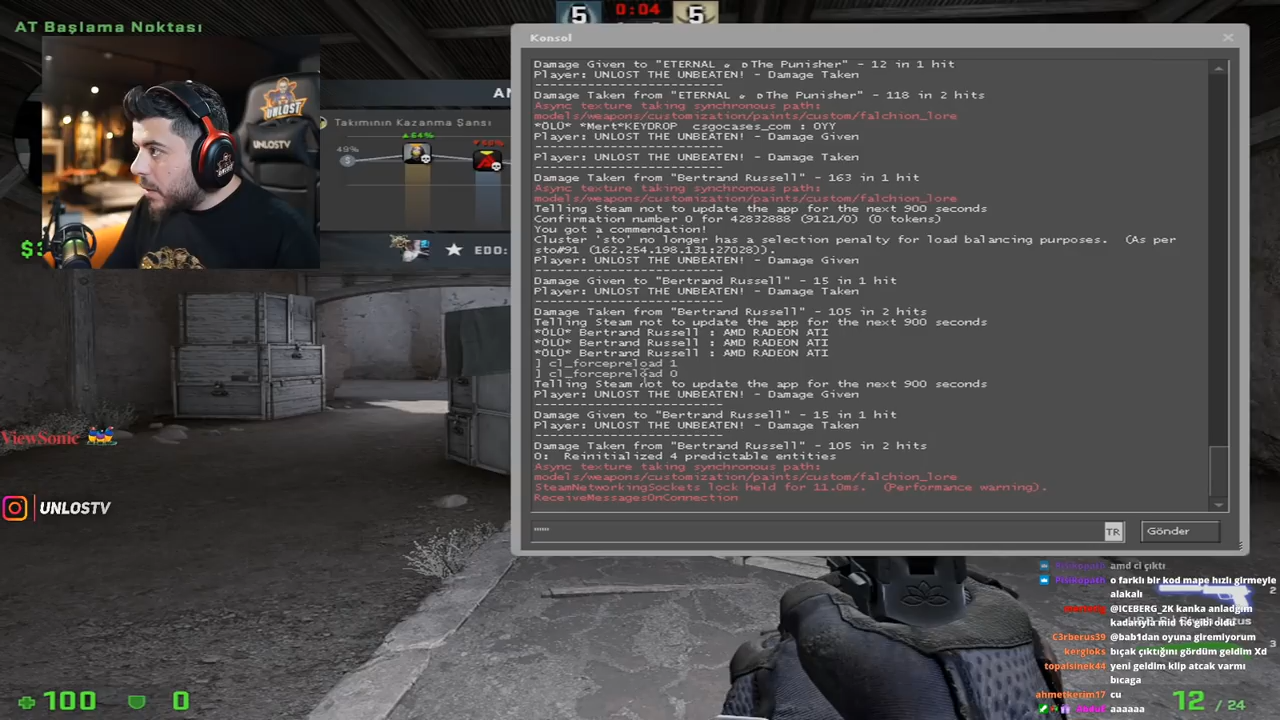 AT Başlama Noktası
5
0:04
5
Takımının Kazanma Şansı
49%
▲64%
EDD:
UNLOST
UNLOSTV
ViewSonic
UNLOSTV
100
0
Konsol
Damage Given to "ETERNAL The Punisher" - 12 in 1 hit
Player: UNLOST THE UNBEATEN! - Damage Taken
-------------------------
Damage Taken from "ETERNAL The Punisher" - 118 in 2 hits
Async texture taking synchronous path:
models/weapons/customization/paints/custom/falchion_lore
*ÖLÜ* *Mert*KEYDROP csgocases_com : OYY
Player: UNLOST THE UNBEATEN! - Damage Given
-------------------------
Player: UNLOST THE UNBEATEN! - Damage Taken
-------------------------
Damage Taken from "Bertrand Russell" - 163 in 1 hit
Async texture taking synchronous path:
models/weapons/customization/paints/custom/falchion_lore
Telling Steam not to update the app for the next 900 seconds
Confirmation number 0 for 42832888 (9121/0) (0 tokens)
You got a commendation!
Cluster 'sto' no longer has a selection penalty for load balancing purposes. (As per
sto#91 (162.254.198.131:27028)).
Player: UNLOST THE UNBEATEN! - Damage Given
-------------------------
Damage Given to "Bertrand Russell" - 15 in 1 hit
Player: UNLOST THE UNBEATEN! - Damage Taken
-------------------------
Damage Taken from "Bertrand Russell" - 105 in 2 hits
Telling Steam not to update the app for the next 900 seconds
*ÖLÜ* Bertrand Russell : AMD RADEON ATI
*ÖLÜ* Bertrand Russell : AMD RADEON ATI
*ÖLÜ* Bertrand Russell : AMD RADEON ATI
] cl_forcepreload 1
] cl_forcepreload 0
Telling Steam not to update the app for the next 900 seconds
Player: UNLOST THE UNBEATEN! - Damage Given
-------------------------
Damage Given to "Bertrand Russell" - 15 in 1 hit
Player: UNLOST THE UNBEATEN! - Damage Taken
-------------------------
Damage Taken from "Bertrand Russell" - 105 in 2 hits
0: Reinitialized 4 predictable entities
Async texture taking synchronous path:
models/weapons/customization/paints/custom/falchion_lore
SteamNetworkingSockets lock held for 11.0ms. (Performance warning).
ReceiveMessagesOnConnection
TR
Gönder
amd ci çıktı
o farklı bir kod mape hızlı girmeyle
alakalı
@ICEBERG_2K kanka anladıgım
kadarıyla mid 16 gibi oldu
C3rberus39 @bab1dan oyuna giremiyorum
kergloks bıçak çıktığını gördüm geldim Xd
topalsinek44 yeni geldim klip atcak varmı
bıcaga
ahmetkerim17 cu
aaaaaa
2
3
12 / 24